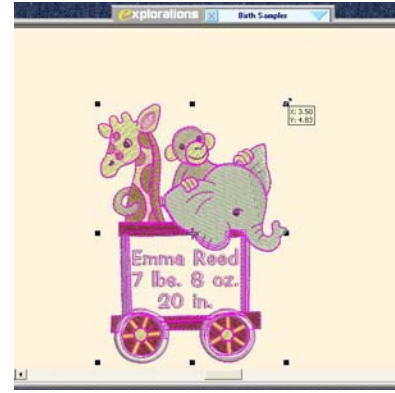 explorations
Birth Sampler
X: 3.50
Y: 4.83
Emma Reed
7 lbs. 8 oz.
20 in.